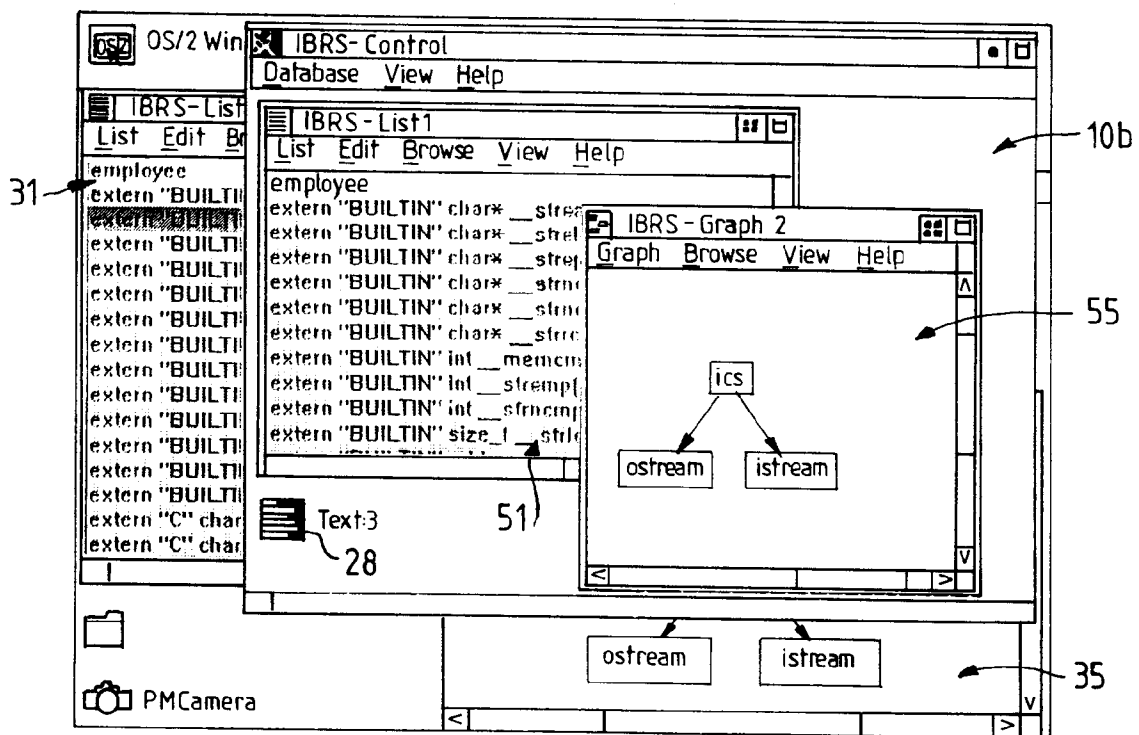 OS/2 Win
IBRS-Control
Database View Help
IBRS-List
List Edit Br
employee
extern "BUILTI
extern "BUILTI
extern "BUILTI
extern "BUILTI
extern "BUILTI
extern "BUILTI
extern "BUILTI
extern "BUILTI
extern "BUILTI
extern "BUILTI
extern "BUILTI
extern "BUILTI
extern "BUILTI
extern "C" char
extern "C" char
31
IBRS-List1
List Edit Browse View Help
employee
extern "BUILTIN" char*
extern "BUILTIN" char*
extern "BUILTIN" char*
extern "BUILTIN" char*
extern "BUILTIN" char*
extern "BUILTIN" char*
extern "BUILTIN" int __memcm
extern "BUILTIN" int
extern "BUILTIN" int
extern "BUILTIN" size_t
51
IBRS-Graph 2
Graph Browse View Help
ics
ostream istream
10b
55
Text:3
28
ostream istream
35
PMCamera